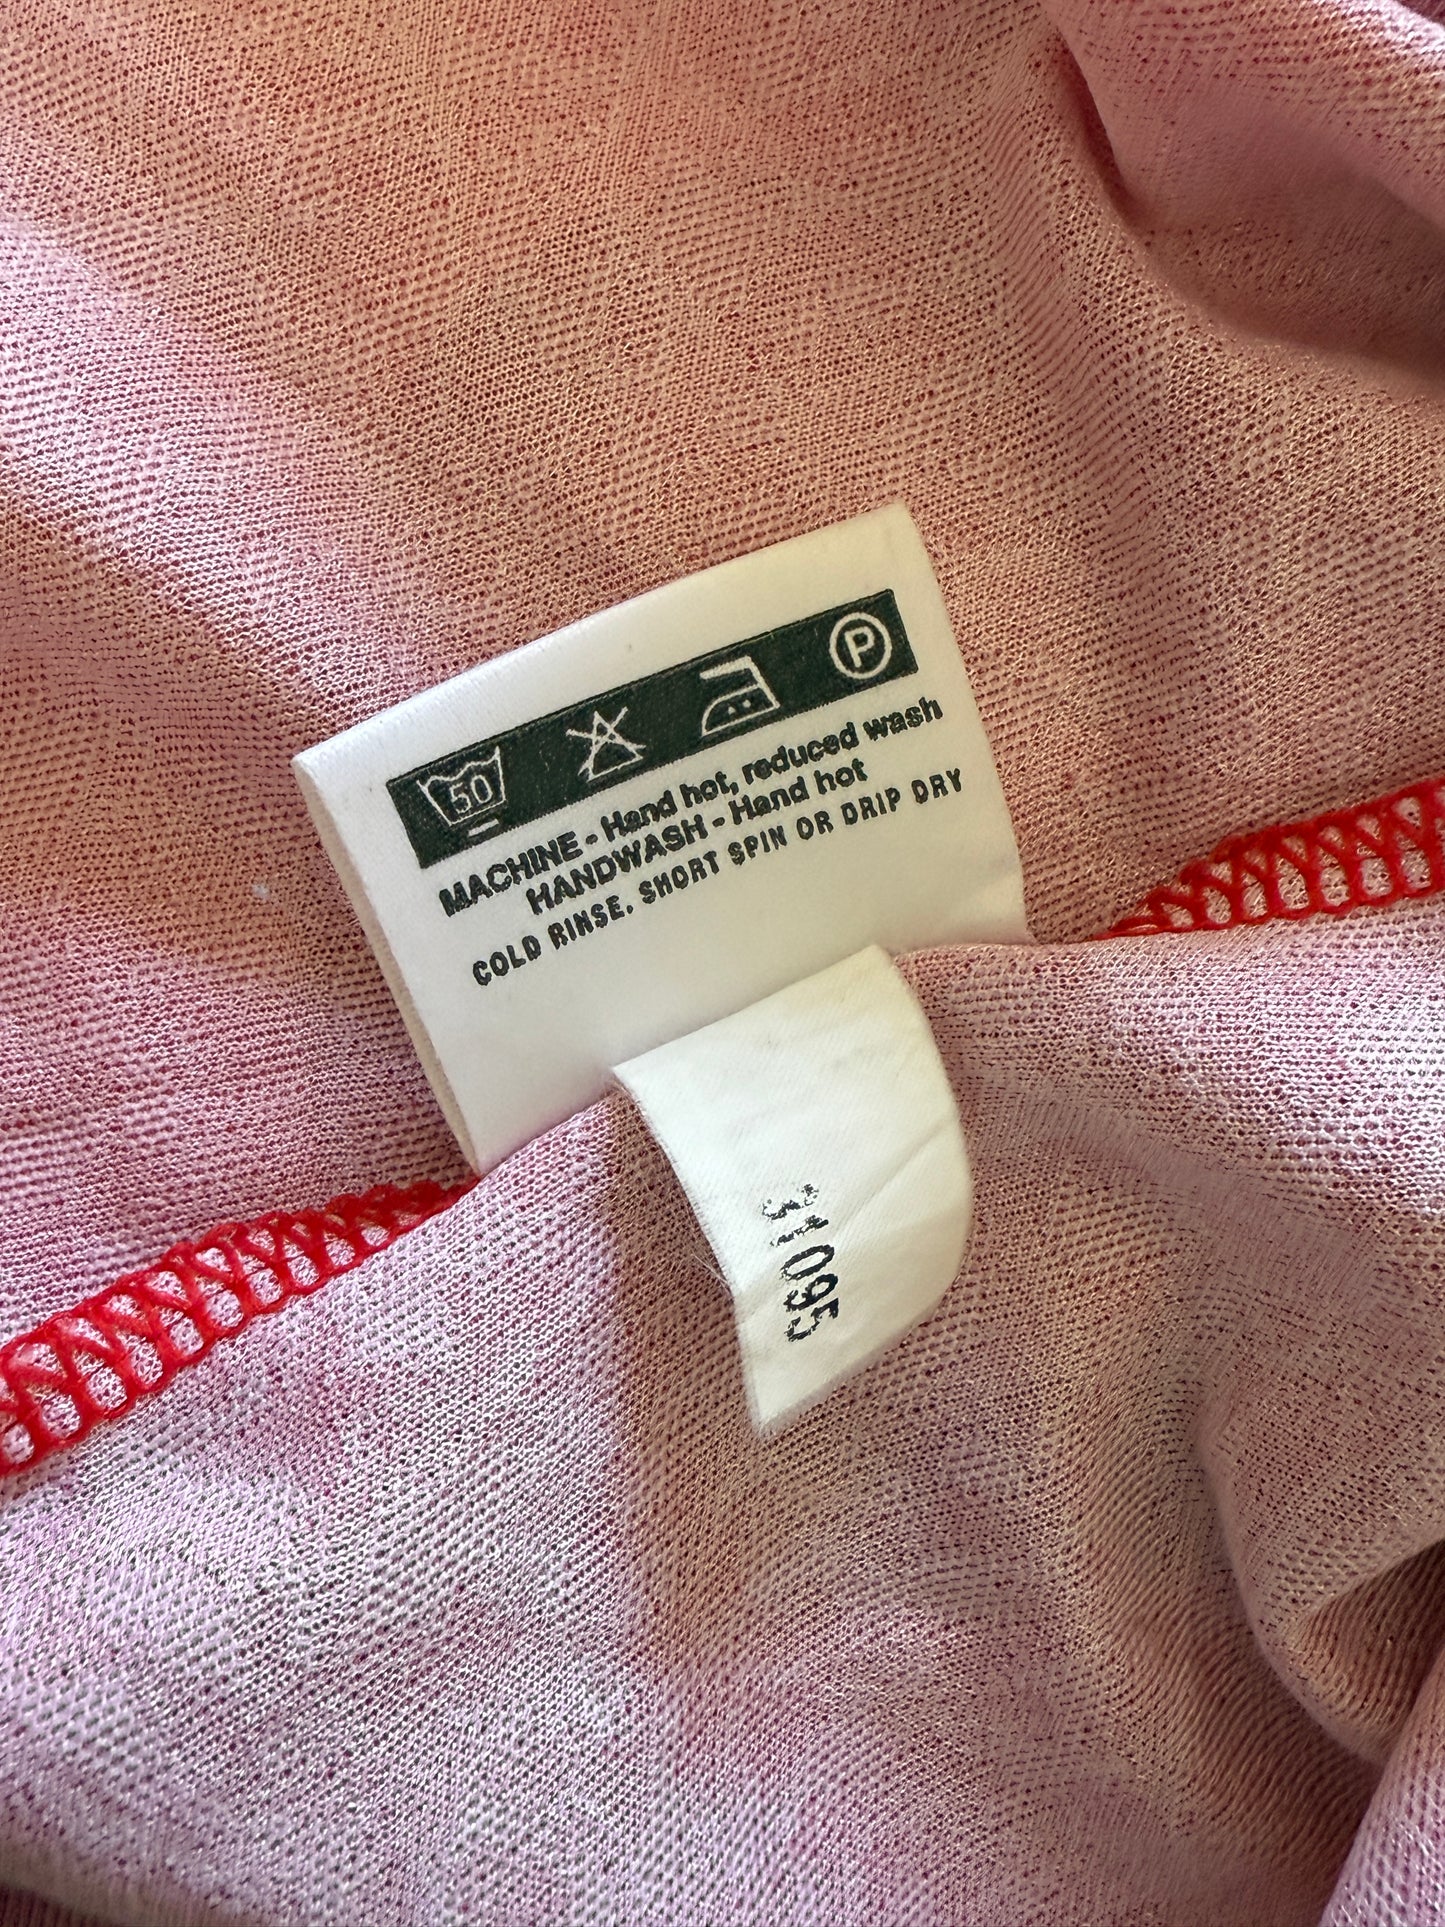 50
P
MACHINE - Hand hot, reduced wash
HANDWASH - Hand hot
COLD RINSE, SHORT SPIN OR DRIP DRY